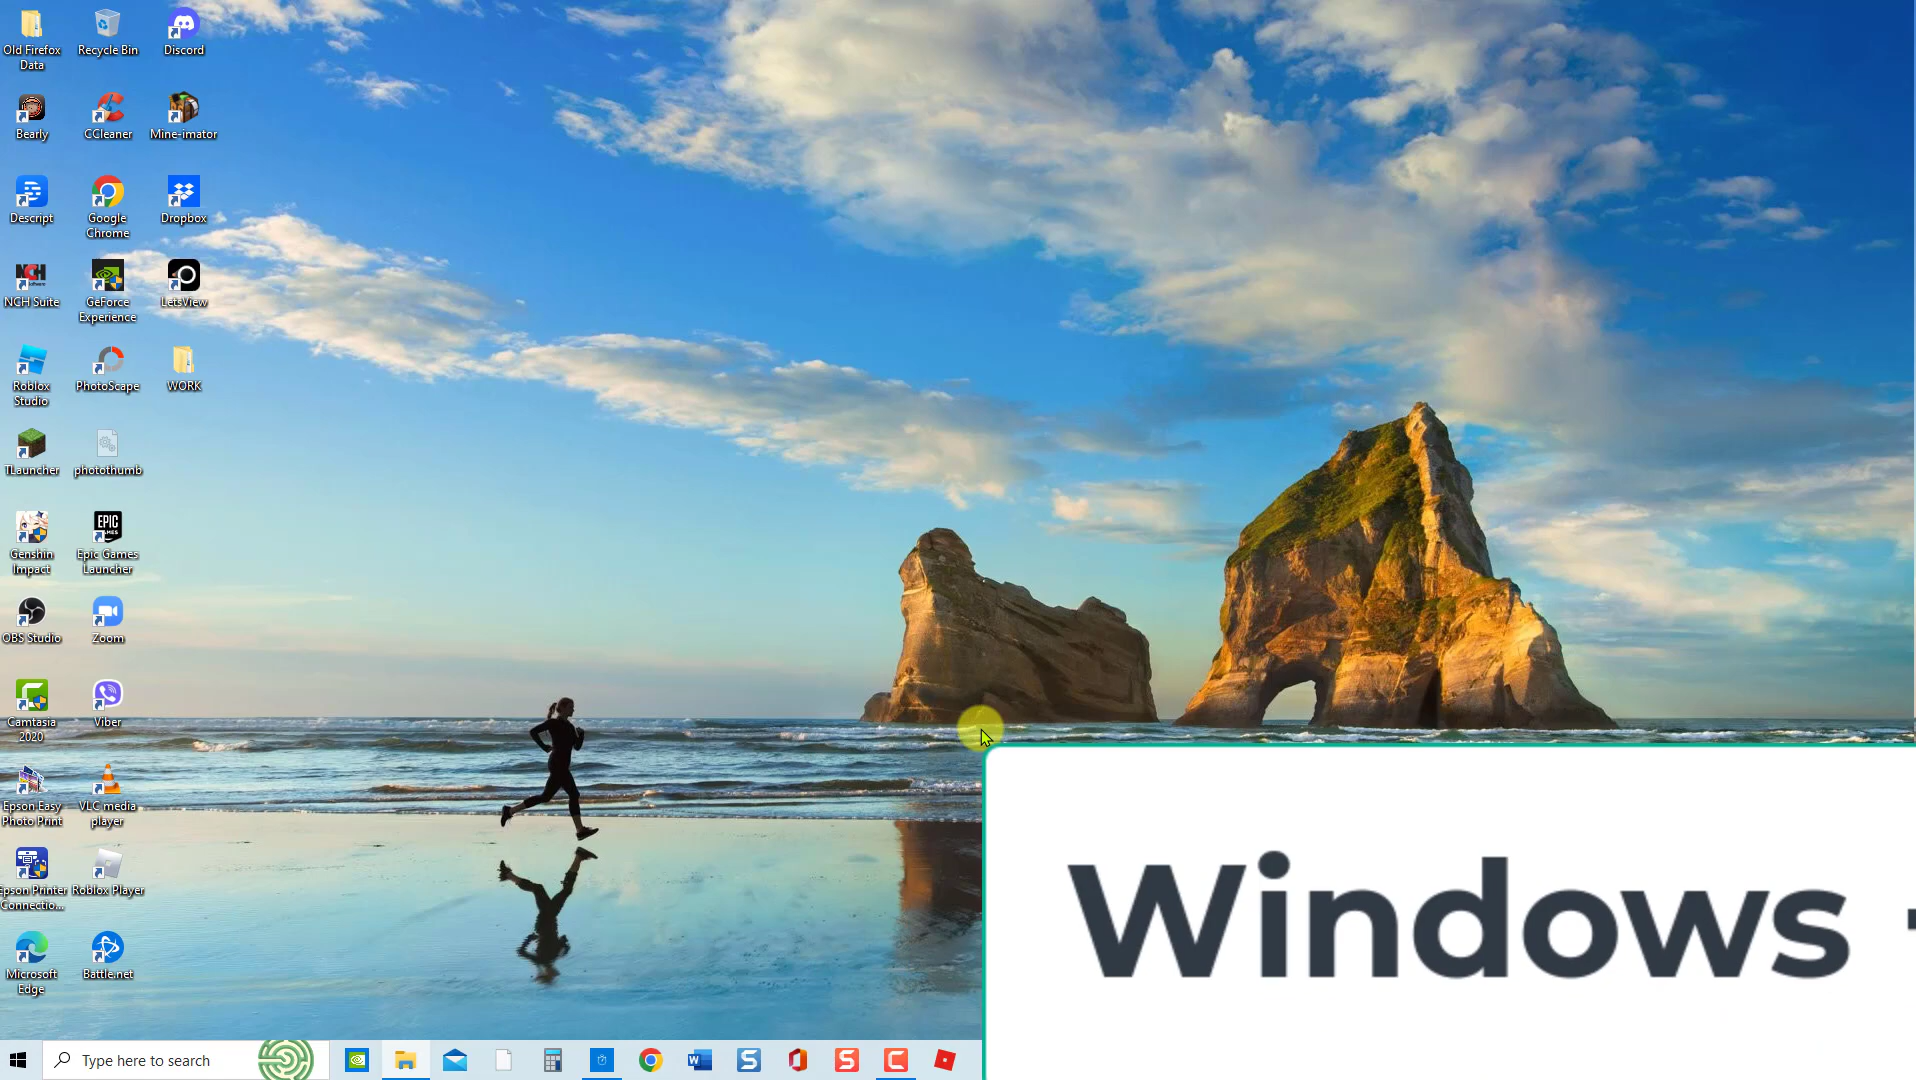 Old Firefox
Data
Recycle Bin
Discord
Bearly
CCleaner
Mine-imator
Descript
Google
Chrome
Dropbox
NCH
NCH Suite
GeForce
Experience
LetsView
Roblox
Studio
PhotoScape
WORK
TLauncher
photothumb
Genshin
Impact
EPIC
GAMES
Epic Games
Launcher
OBS Studio
Zoom
Camtasia
2020
Viber
Epson Easy
Photo Print
VLC media
player
Epson Printer
Connectio...
Roblox Player
Microsoft
Edge
Battle.net
Windows
Type here to search